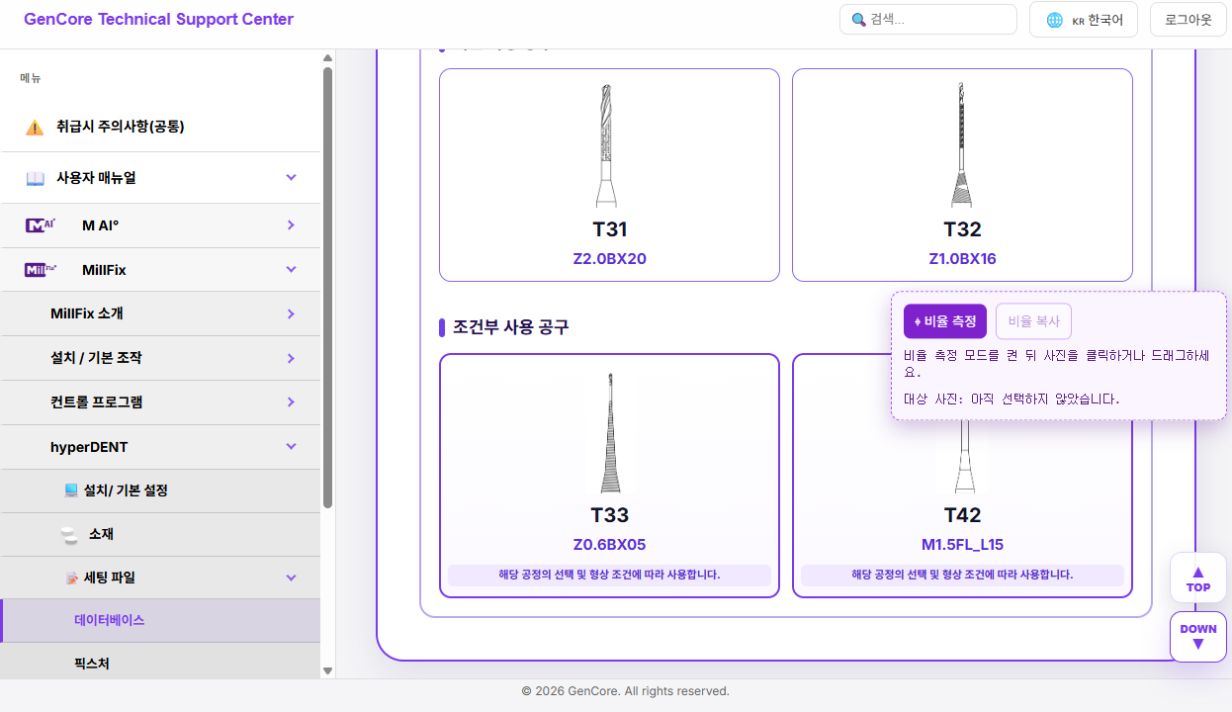 GenCore Technical Support Center
검색...
KR 한국어
로그아웃
메뉴
취급시 주의사항(공통)
사용자 매뉴얼
M AI°
MillFix
MillFix 소개
설치 / 기본 조작
컨트롤 프로그램
hyperDENT
설치/ 기본 설정
소재
세팅 파일
데이터베이스
픽스처
T31
Z2.0BX20
T32
Z1.0BX16
조건부 사용 공구
비율 측정
비율 복사
비율 측정 모드를 켠 뒤 사진을 클릭하거나 드래그하세
요.
대상 사진: 아직 선택하지 않았습니다.
T33
Z0.6BX05
해당 공정의 선택 및 형상 조건에 따라 사용합니다.
T42
M1.5FL_L15
해당 공정의 선택 및 형상 조건에 따라 사용합니다.
TOP
DOWN
© 2026 GenCore. All rights reserved.